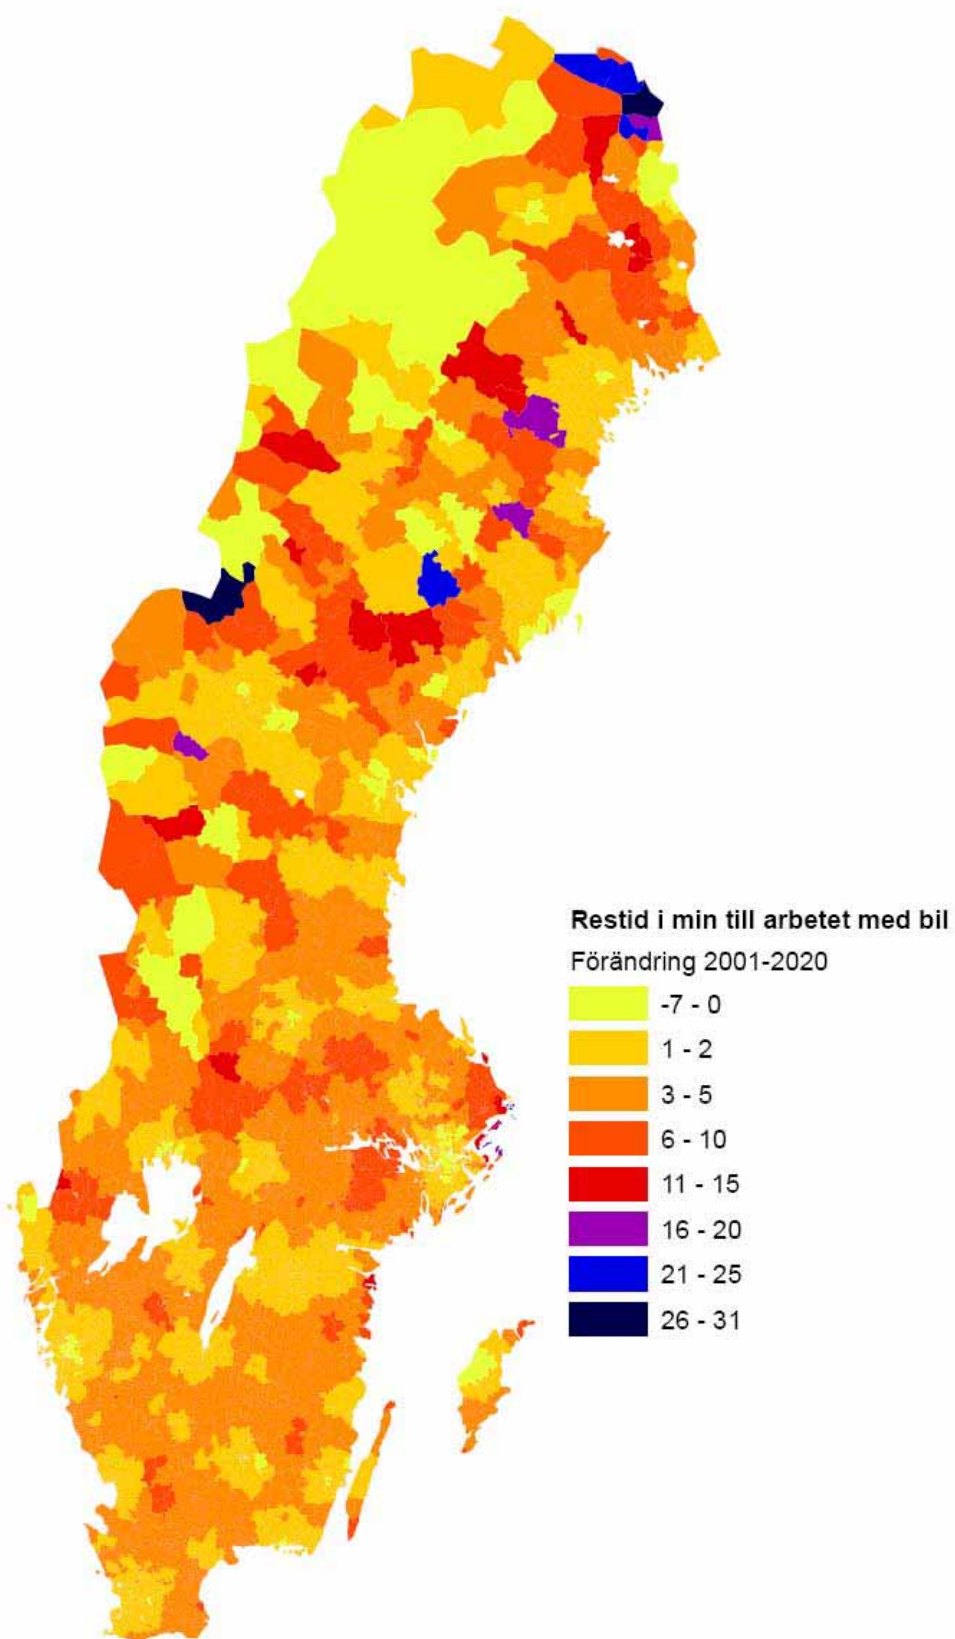 Restid i min till arbetet med bil
Förändring 2001-2020
-7 - 0
1 - 2
3 - 5
6 - 10
11 - 15
16 - 20
21 - 25
26 - 31